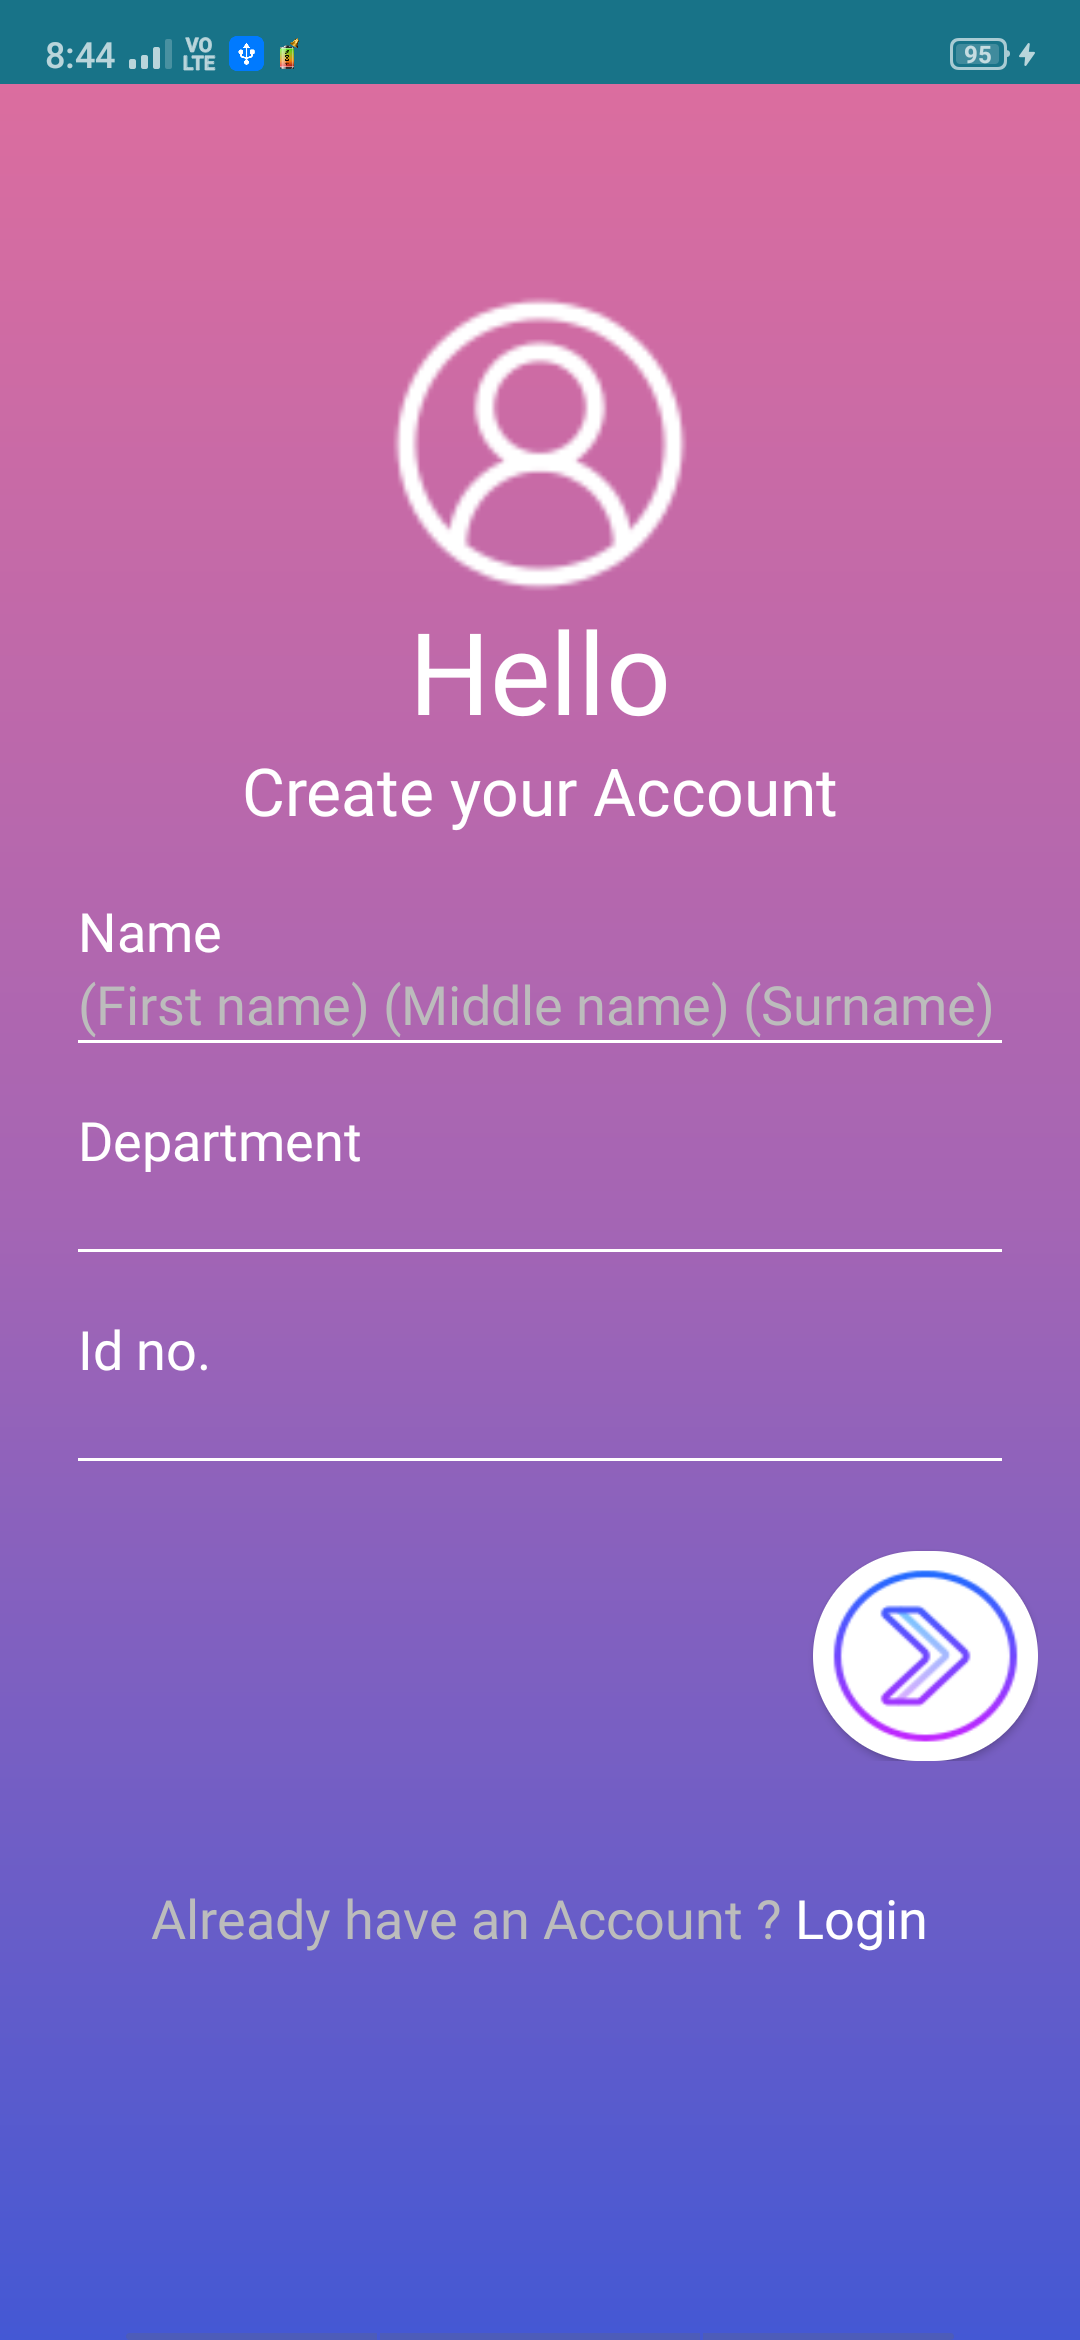 8:44 VO LTE 95
Hello
Create your Account
Name
(First name) (Middle name) (Surname)
Department
Id no.
Already have an Account ? Login